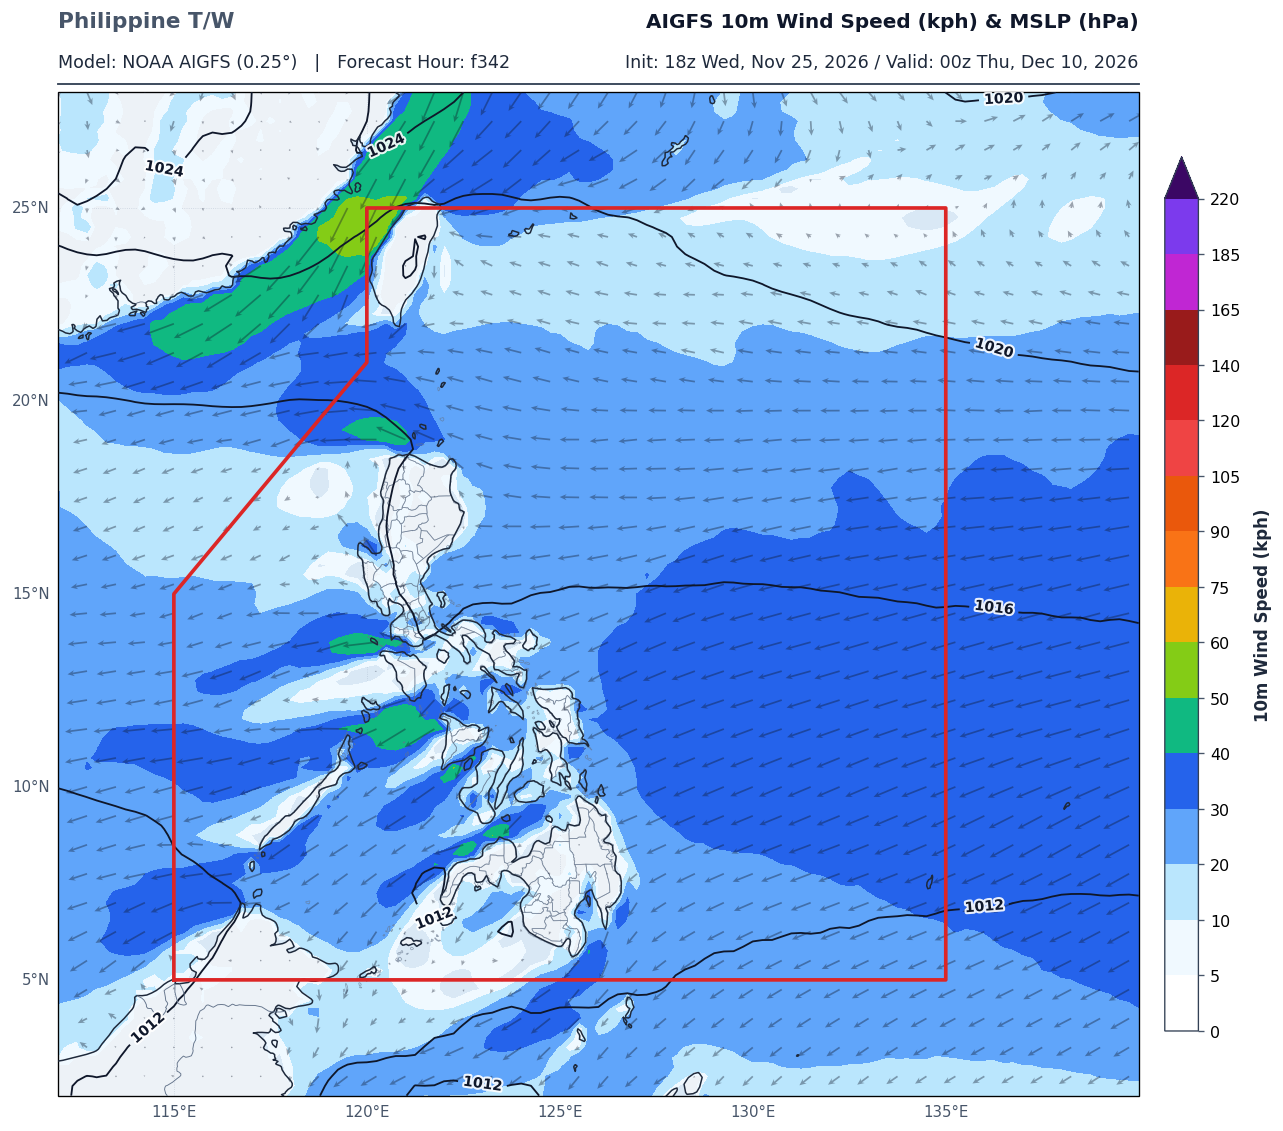 Philippine T/W
AIGFS 10m Wind Speed (kph) & MSLP (hPa)
Model: NOAA AIGFS (0.25°) | Forecast Hour: f342
Init: 18z Wed, Nov 25, 2026 / Valid: 00z Thu, Dec 10, 2026
1020
1024
1024
25°N
1020
20°N
1016
15°N
10°N
1012
1012
5°N
1012
1012
115°E
120°E
125°E
130°E
135°E
220
185
165
140
120
105
90
75
60
50
40
30
20
10
5
0
10m Wind Speed (kph)